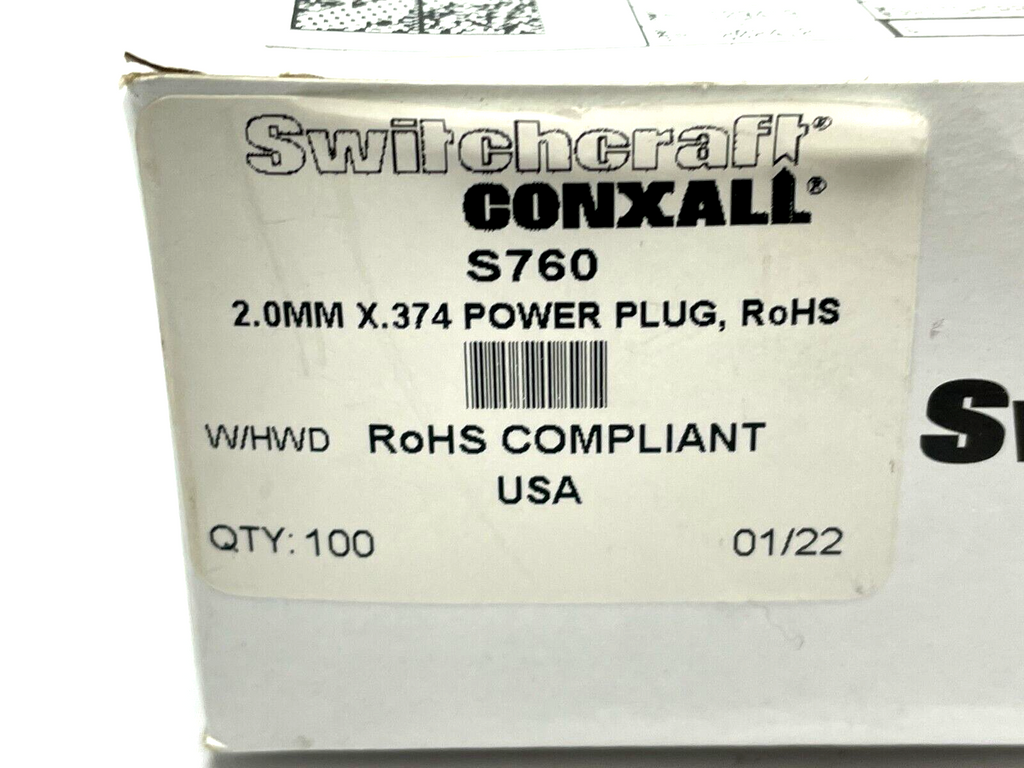 Switchcraft®
CONXALL®
S760
2.0MM X.374 POWER PLUG, RoHS
W/HWD RoHS COMPLIANT
USA
QTY: 100 01/22